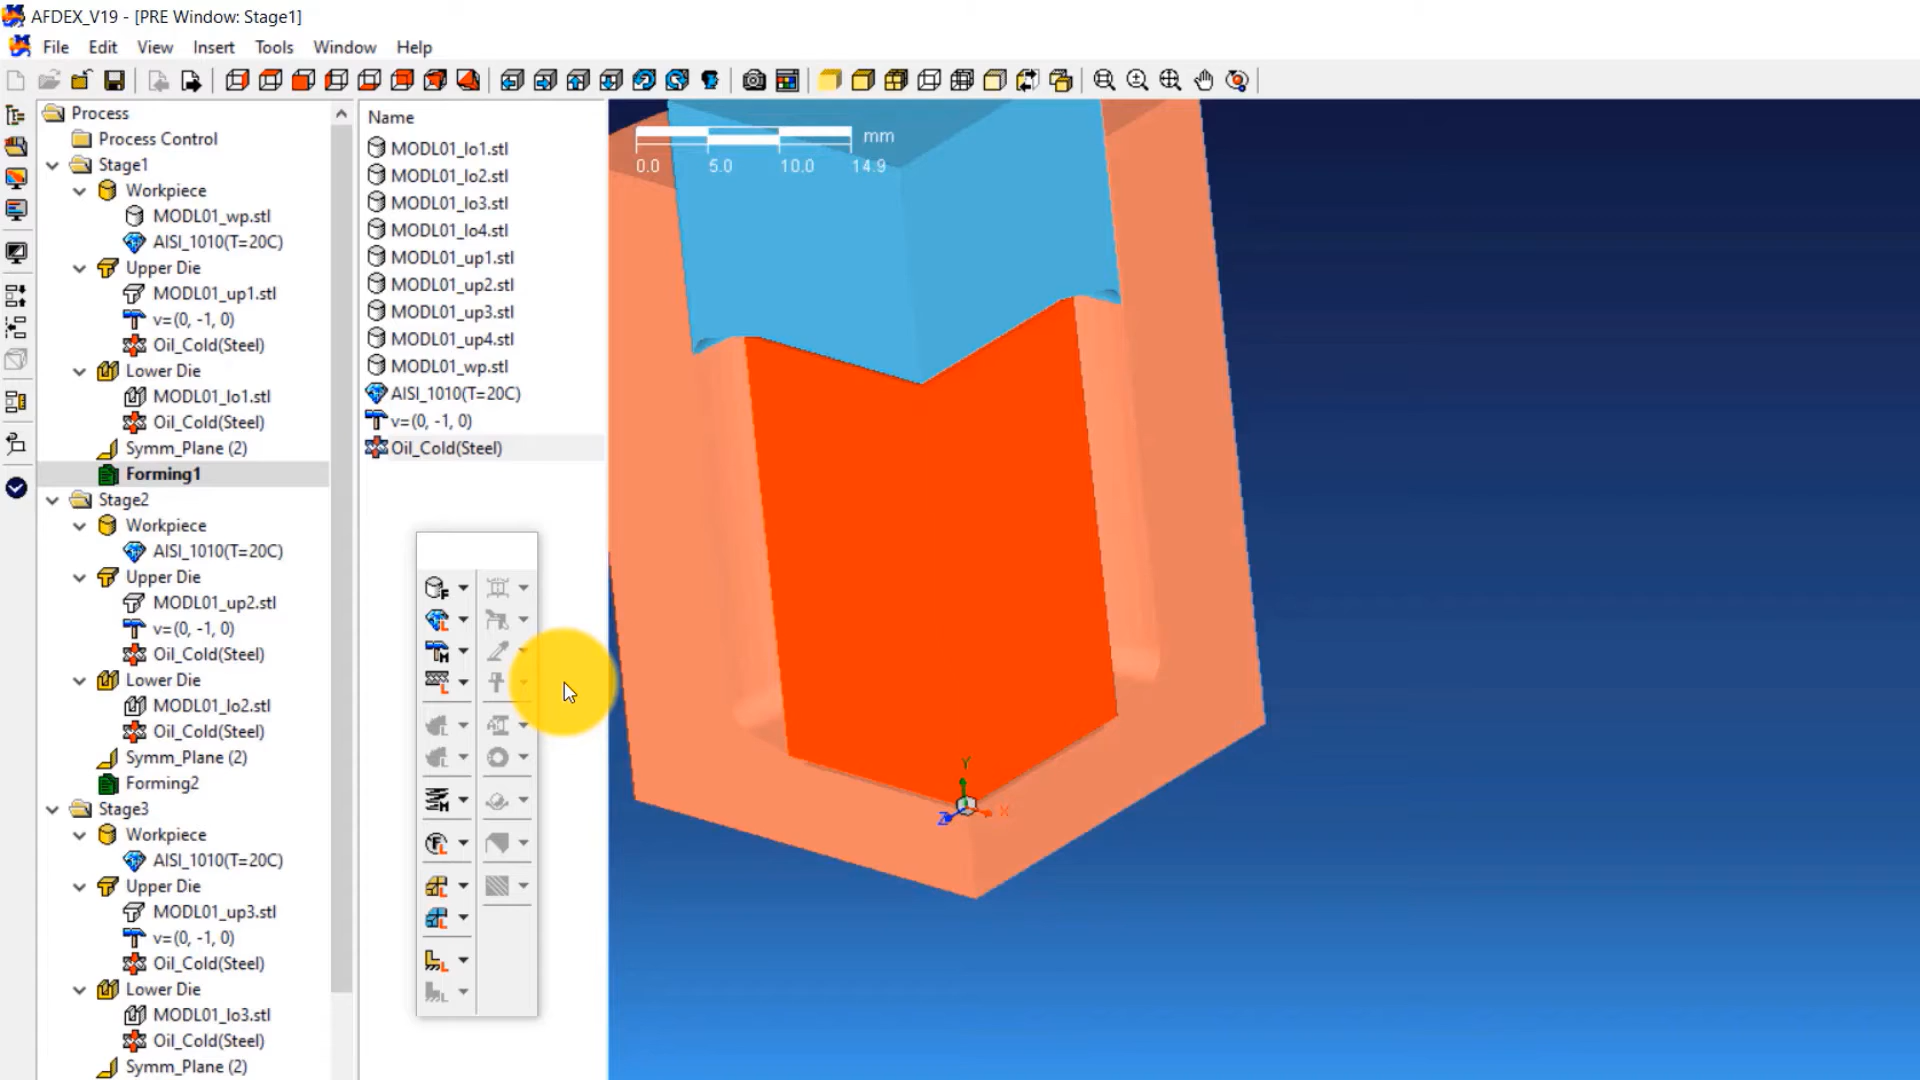 AFDEX_V19 - [PRE Window: Stage1]
File Edit View Insert Tools Window Help
Process
Process Control
Stage1
Workpiece
MODL01_wp.stl
AISI_1010(T=20C)
Upper Die
MODL01_up1.stl
v=(0, -1, 0)
Oil_Cold(Steel)
Lower Die
MODL01_lo1.stl
Oil_Cold(Steel)
Symm_Plane (2)
Forming1
Stage2
Workpiece
AISI_1010(T=20C)
Upper Die
MODL01_up2.stl
v=(0, -1, 0)
Oil_Cold(Steel)
Lower Die
MODL01_lo2.stl
Oil_Cold(Steel)
Symm_Plane (2)
Forming2
Stage3
Workpiece
AISI_1010(T=20C)
Upper Die
MODL01_up3.stl
v=(0, -1, 0)
Oil_Cold(Steel)
Lower Die
MODL01_lo3.stl
Oil_Cold(Steel)
Symm_Plane (2)
Name
MODL01_lo1.stl
MODL01_lo2.stl
MODL01_lo3.stl
MODL01_lo4.stl
MODL01_up1.stl
MODL01_up2.stl
MODL01_up3.stl
MODL01_up4.stl
MODL01_wp.stl
AISI_1010(T=20C)
v=(0, -1, 0)
Oil_Cold(Steel)
mm
0.0 5.0 10.0 14.9
Y
Z
X